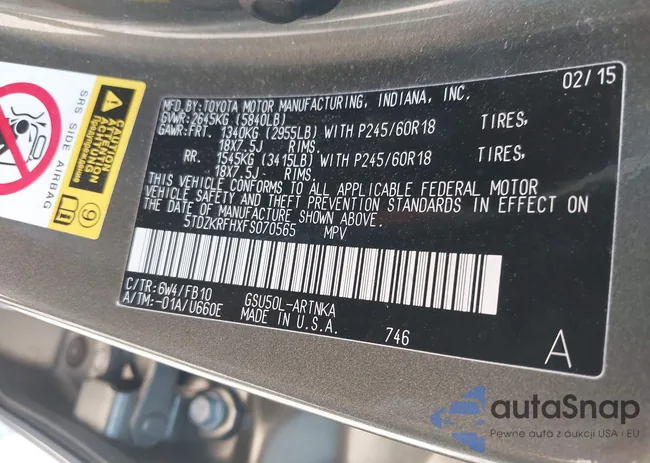 02/15
MFD.BY:TOYOTA MOTOR MANUFACTURING, INDIANA, INC.
GVWR:2645KG (5840LB)
GAWR:FRT. 1340KG (2955LB) WITH P245/60R18 TIRES,
18X7.5J RIMS.
RR. 1545KG (3415LB) WITH P245/60R18 TIRES,
18X7.5J RIMS.
THIS VEHICLE CONFORMS TO ALL APPLICABLE FEDERAL MOTOR
VEHICLE SAFETY AND THEFT PREVENTION STANDARDS IN EFFECT ON
THE DATE OF MANUFACTURE SHOWN ABOVE.
5TDZKRFHXFS070565 MPV
C/TR:6W4/FB10 GSU50L-ARTNKA
A/TM:-01A/U660E MADE IN U.S.A. 746 A
SRS SIDE AIRBAG
CAUTION
ATTENTION
autaSnap
Pewne auta z aukcji USA i EU